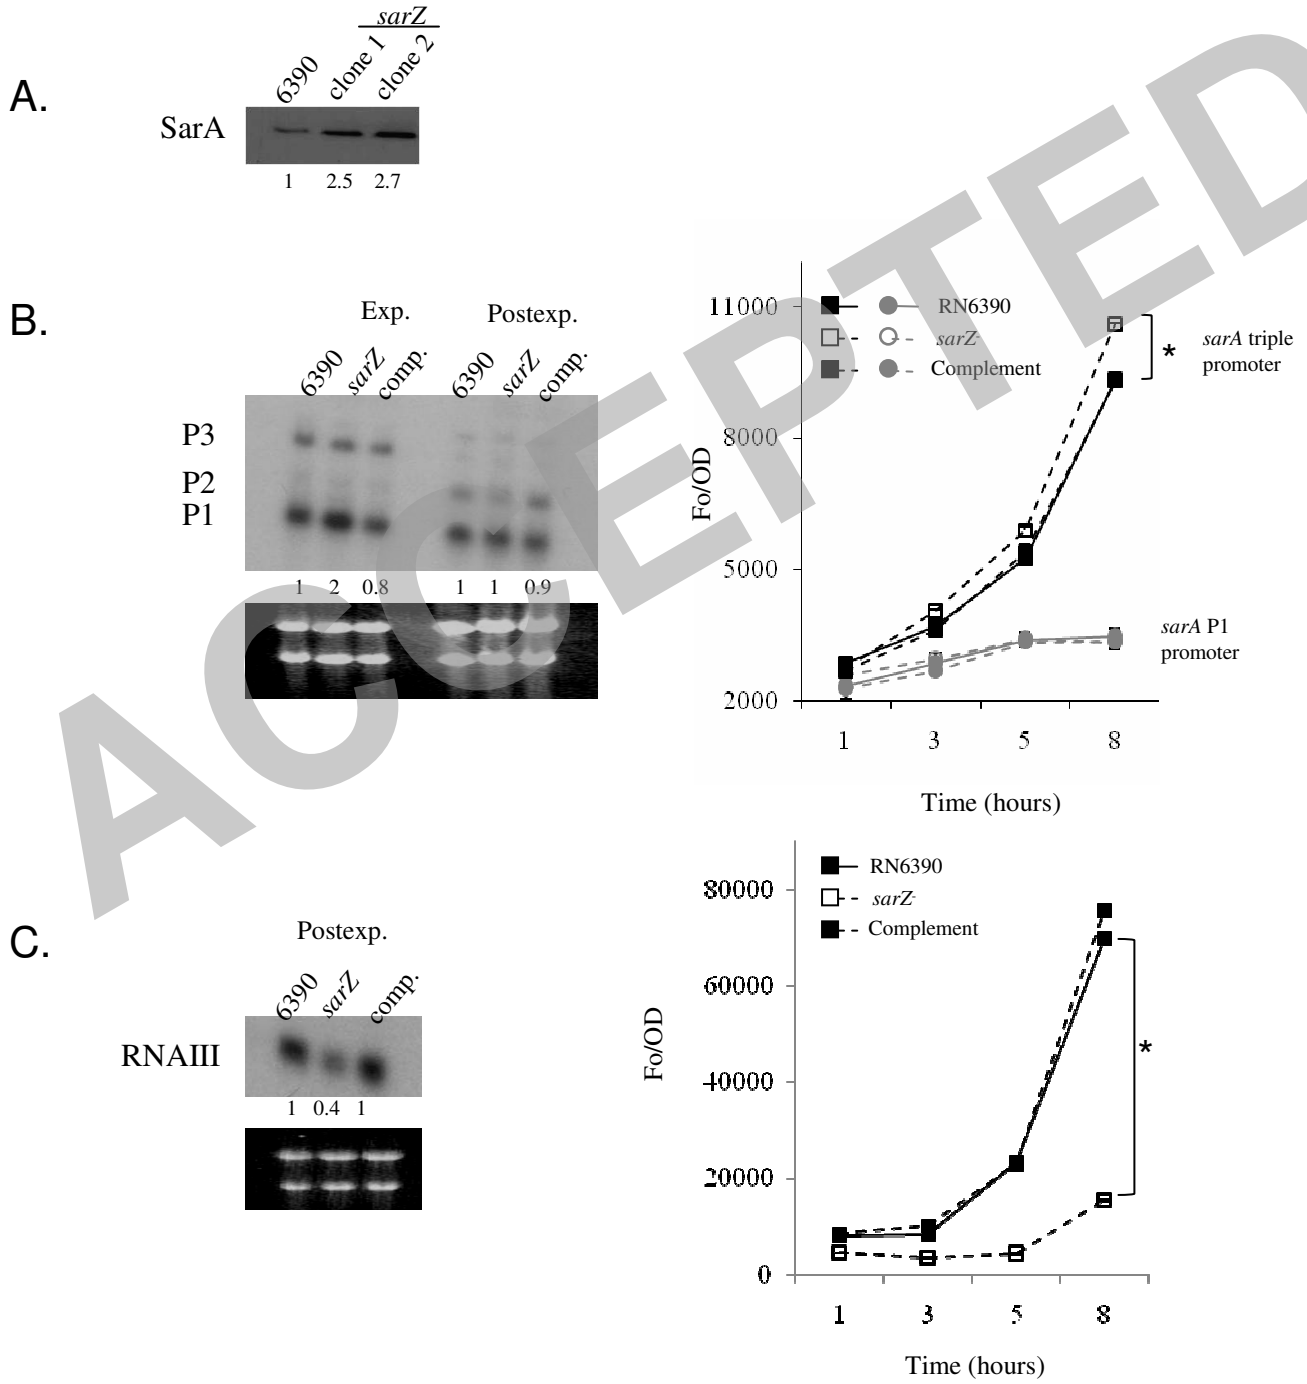 A.
sarZ
6390
clone 1
clone 2
SarA
1 2.5 2.7
B.
Exp. Postexp.
6390 sarZ comp. 6390 sarZ comp.
P3
P2
P1
1 2 0.8 1 1 0.9
11000
8000
5000
2000
Fo/OD
RN6390
sarZ-
Complement
*
sarA triple
promoter
sarA P1
promoter
1 3 5 8
Time (hours)
C.
Postexp.
6390 sarZ comp.
RNAIII
1 0.4 1
80000
60000
40000
20000
0
Fo/OD
RN6390
sarZ-
Complement
*
1 3 5 8
Time (hours)
ACCEPTED